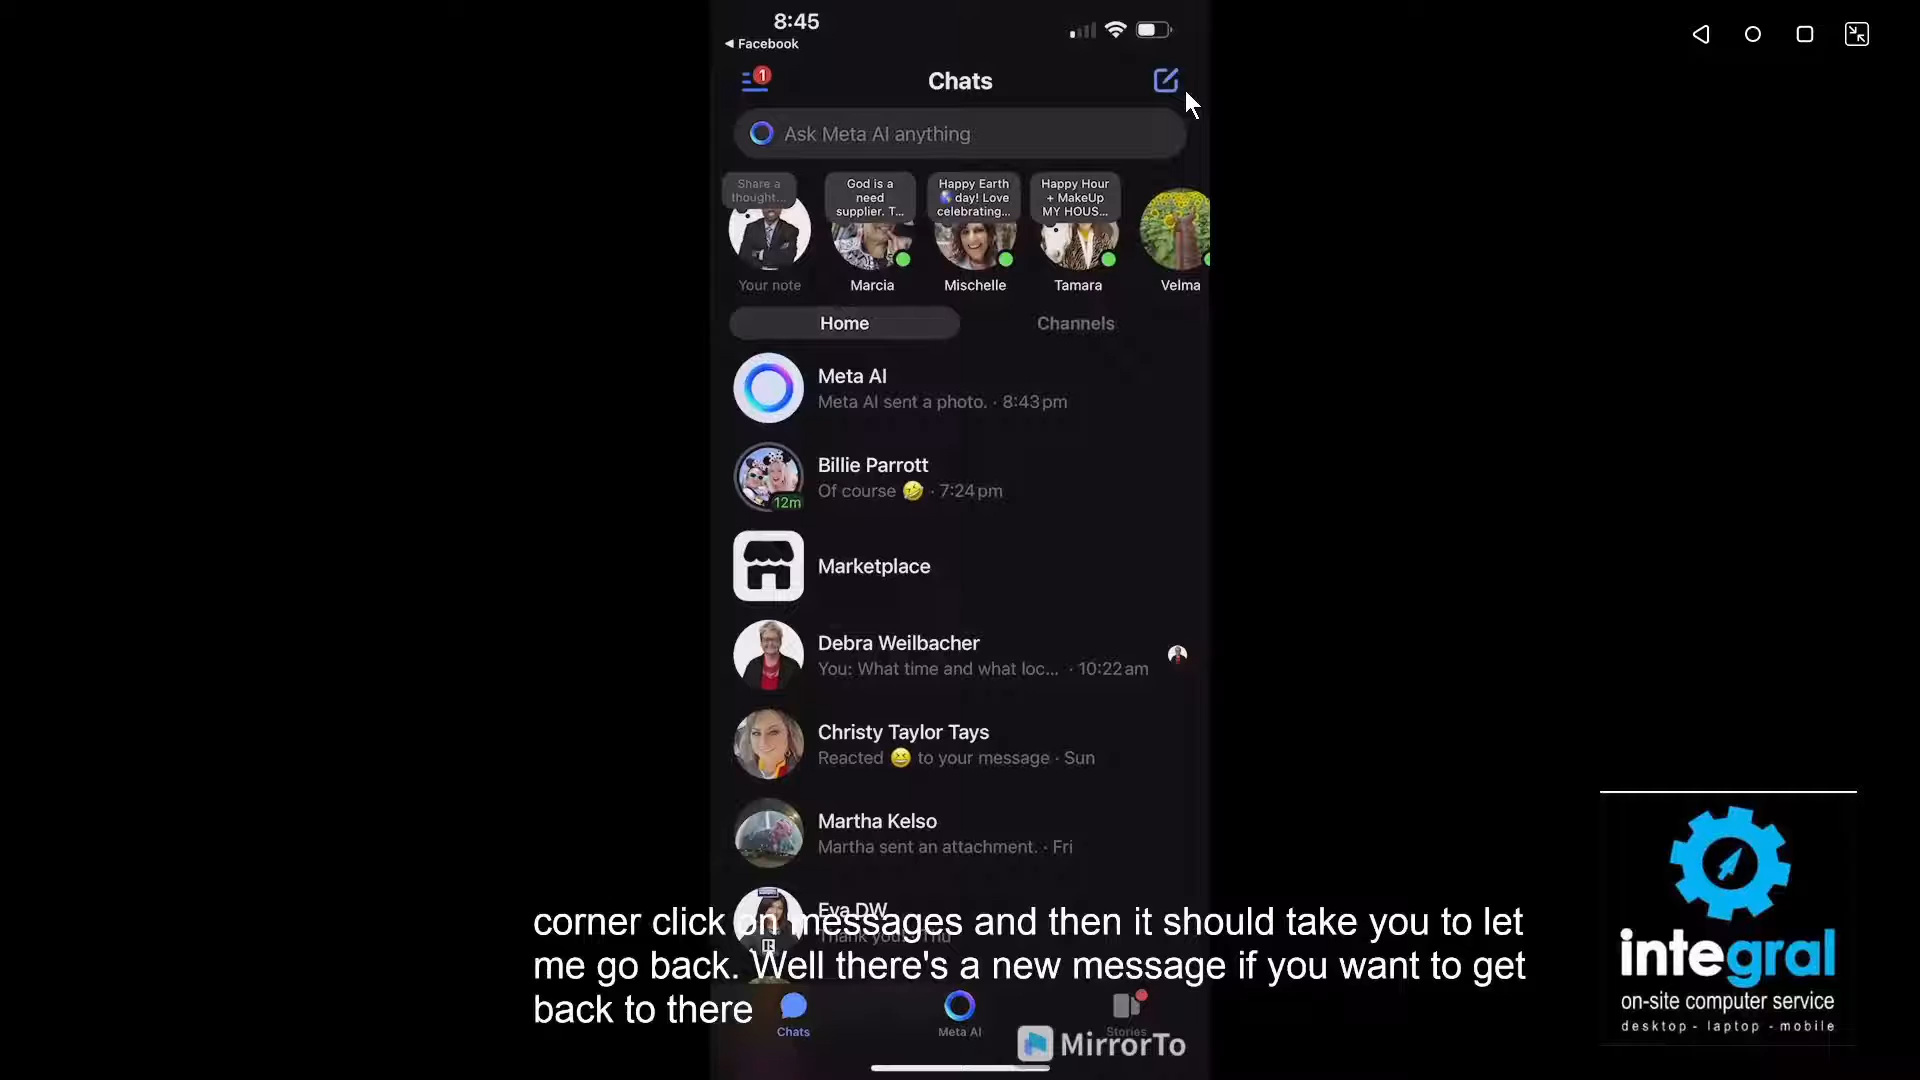 8:45
Facebook
1
Chats
Ask Meta AI anything
Share a
thought...
God is a
need
supplier. T...
Happy Earth
🌎 day! Love
celebrating...
Happy Hour
+ MakeUp
MY HOUS...
Your note
Marcia
Mischelle
Tamara
Velma
Home
Channels
Meta AI
Meta AI sent a photo. · 8:43 pm
Billie Parrott
Of course 🤣 · 7:24 pm
12m
Marketplace
Debra Weilbacher
You: What time and what loc... · 10:22 am
Christy Taylor Tays
Reacted 😆 to your message · Sun
Martha Kelso
Martha sent an attachment. · Fri
Eva DW
Thank you! · Thu
corner click on messages and then it should take you to let
me go back. Well there's a new message if you want to get
back to there
Chats
Meta AI
Stories
MirrorTo
integral
on-site computer service
desktop - laptop - mobile